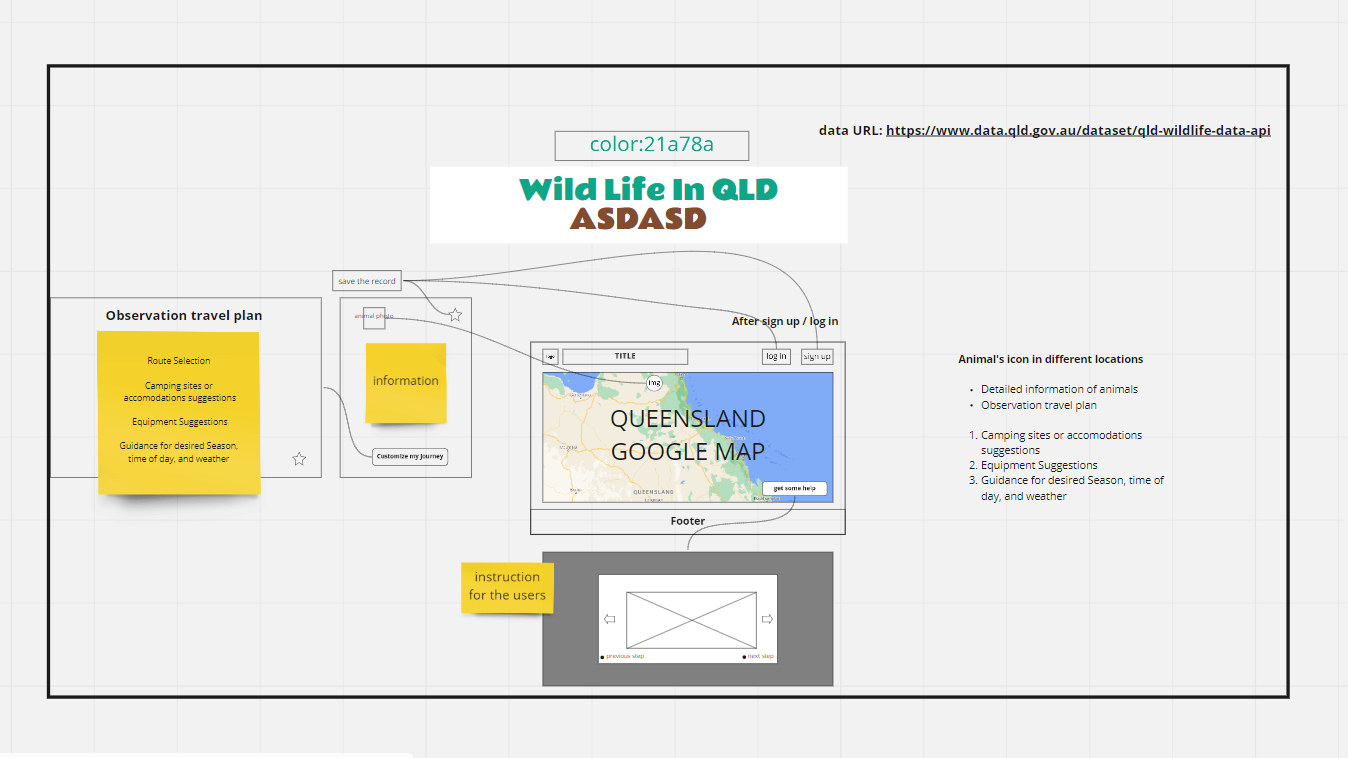 data URL: https://www.data.qld.gov.au/dataset/qld-wildlife-data-api
color:21a78a
Wild Life In QLD
ASDASD
save the record
Observation travel plan
Route Selection
Camping sites or
accomodations suggestions
Equipment Suggestions
Guidance for desired Season,
time of day, and weather
animal photo
information
Customize my Journey
After sign up / log in
TITLE
log in
sign up
img
QUEENSLAND
GOOGLE MAP
QUEENSLAND
get some help
Footer
instruction
for the users
previous step
next step
Animal's icon in different locations
• Detailed information of animals
• Observation travel plan
1. Camping sites or accomodations
suggestions
2. Equipment Suggestions
3. Guidance for desired Season, time of
day, and weather